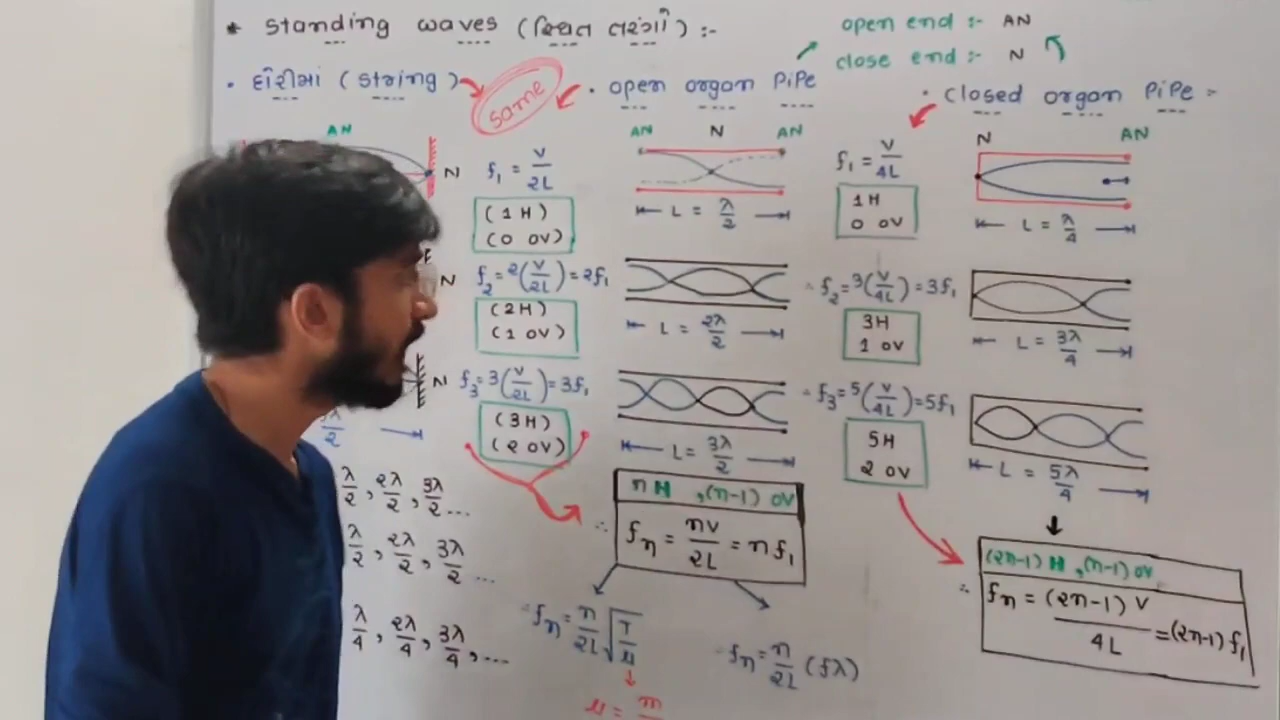 * Standing waves (સ્થિત તરંગો) :-
open end :- AN
close end :- N
• દોરીમાં (string)
same
• open organ PiPe
• closed organ PiPe =
AN
N
f₁ = V/2L
(1 H)
(0 OV)
AN N AN
L = λ/2
f₁ = V/4L
1H
0 OV
N AN
L = λ/4
N
f₂ = 2(V/2L) = 2f₁
(2H)
(1 OV)
L = 2λ/2
∴ f₂ = 3(V/4L) = 3f₁
3H
1 OV
L = 3λ/4
N
f₃ = 3(V/2L) = 3f₁
(3H)
(2 OV)
L = 3λ/2
∴ f₃ = 5(V/4L) = 5f₁
5H
2 OV
L = 5λ/4
3λ/2
λ/2, 2λ/2, 3λ/2 ...
λ/2, 2λ/2, 3λ/2 ...
λ/4, 2λ/4, 3λ/4, ...
n H , (n-1) OV
∴ fₙ = nV/2L = n f₁
∴ fₙ = n/2L √T/μ
∴ fₙ = n/2L (fλ)
μ = m
(2n-1) H , (n-1) OV
∴ fₙ = (2n-1) V/4L = (2n-1) f₁